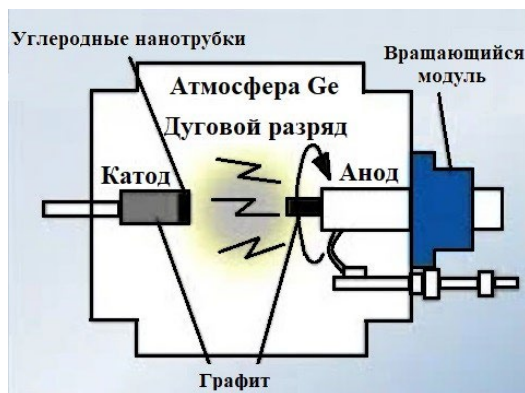 Углеродные нанотрубки
Вращающийся
модуль
Атмосфера Ge
Дуговой разряд
Катод
Анод
Графит